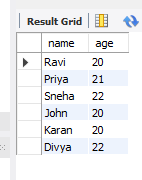 Result Grid
name age
Ravi 20
Priya 21
Sneha 22
John 20
Karan 20
Divya 22